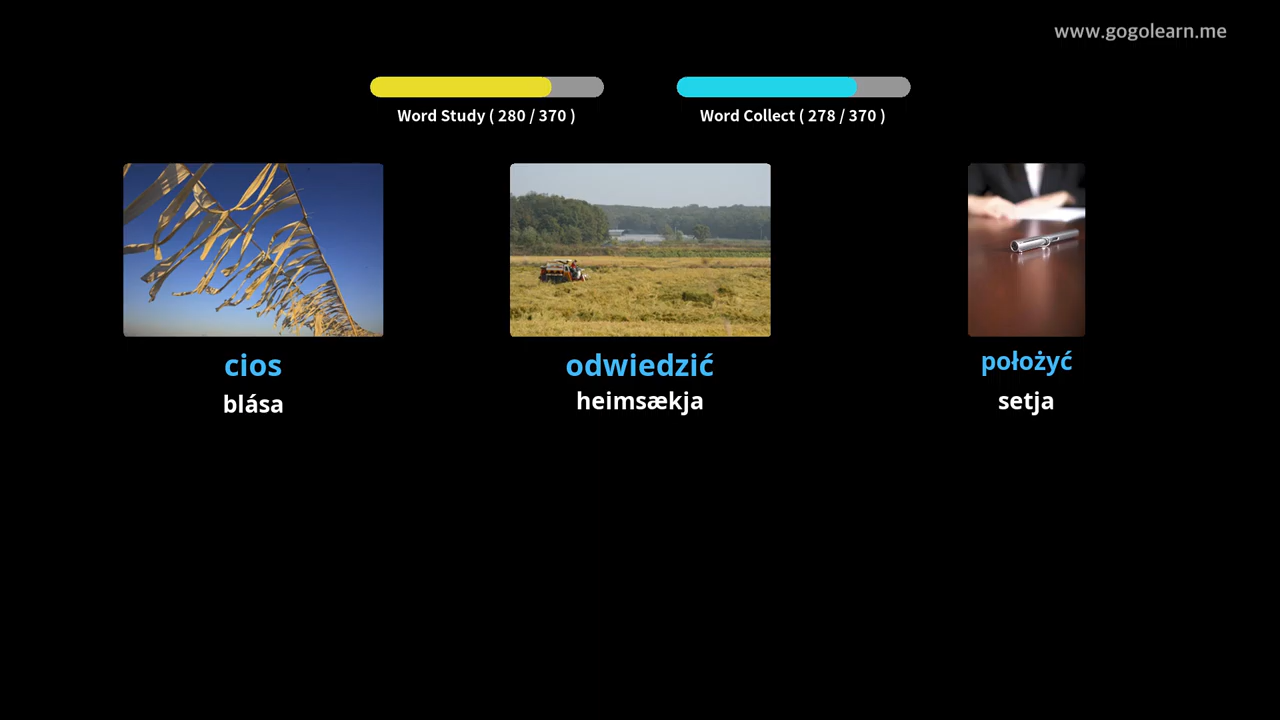 www.gogolearn.me
Word Study ( 280 / 370 )
Word Collect ( 278 / 370 )
cios
odwiedzić
położyć
blása
heimsækja
setja